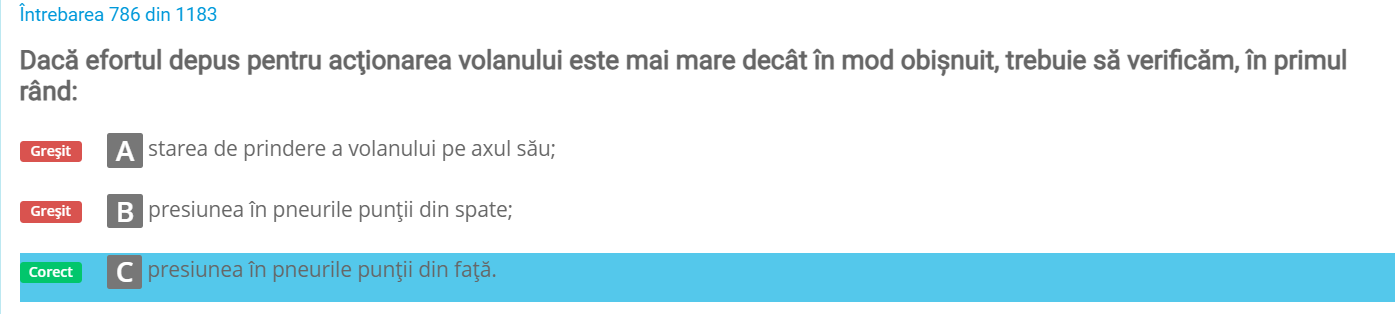 Întrebarea 786 din 1183
Dacă efortul depus pentru acţionarea volanului este mai mare decât în mod obişnuit, trebuie să verificăm, în primul
rând:
Greşit A starea de prindere a volanului pe axul său;
Greşit B presiunea în pneurile punţii din spate;
Corect C presiunea în pneurile punţii din faţă.